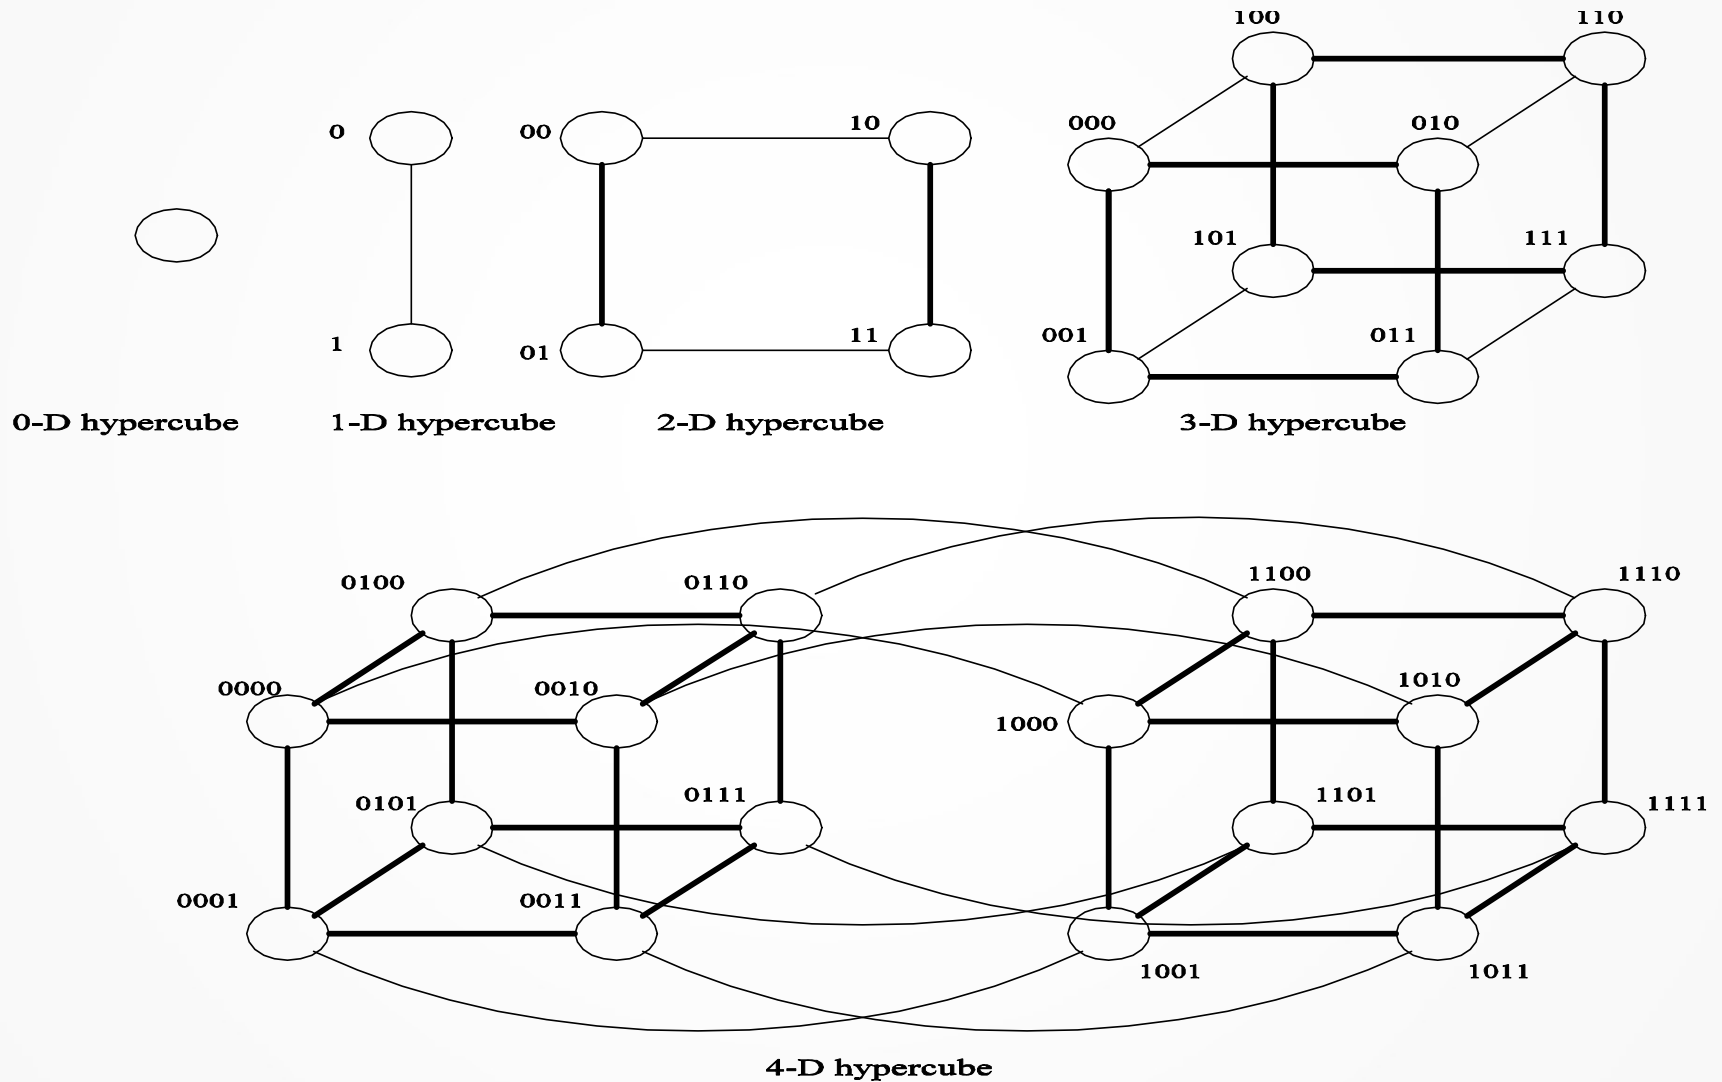 100 110
000 010
0 00 10
101 111
1 01 11 001 011
0-D hypercube 1-D hypercube 2-D hypercube 3-D hypercube
0100 0110 1100 1110
0000 0010 1000 1010
0101 0111 1101 1111
0001 0011 1001 1011
4-D hypercube